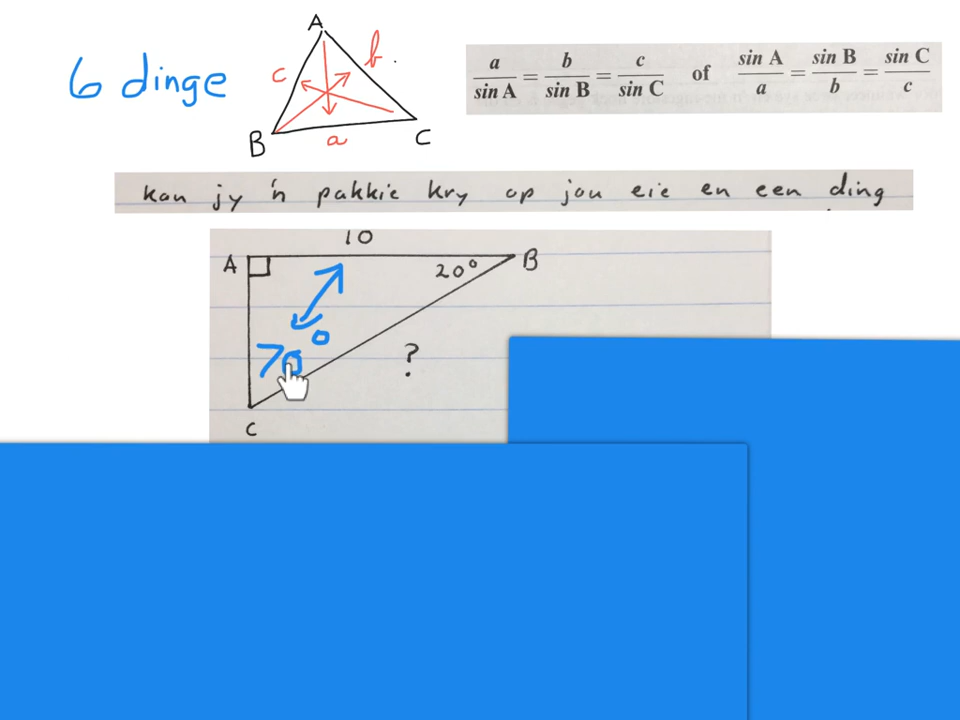 6 dinge
A
b
c
B
a
C
a/sin A = b/sin B = c/sin C of sin A/a = sin B/b = sin C/c
kan jy 'n pakkie kry op jou eie en een ding
10
A
20°
B
70°
?
C